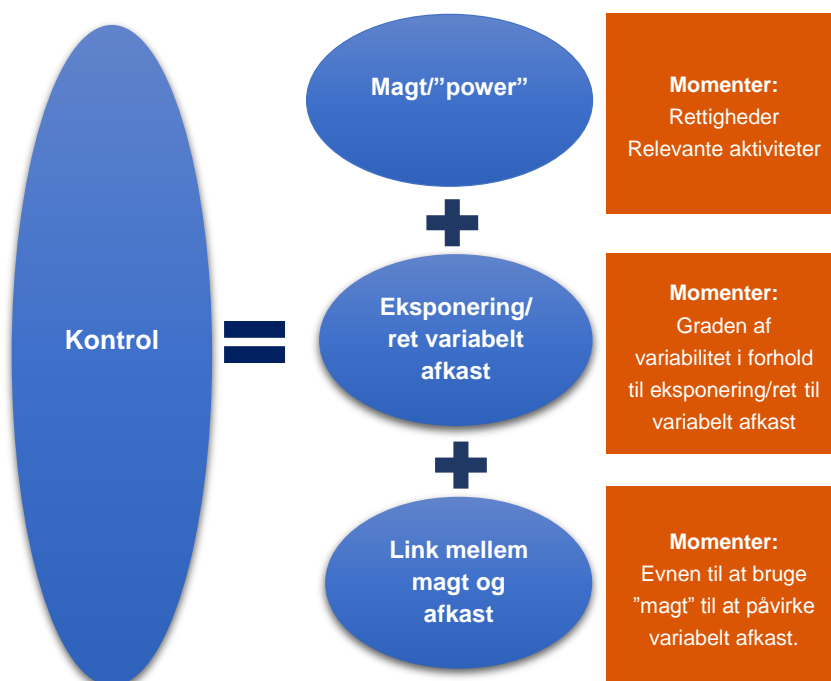 Kontrol
Magt/”power”
Momenter:
Rettigheder
Relevante aktiviteter
Eksponering/
ret variabelt
afkast
Momenter:
Graden af
variabilitet i forhold
til eksponering/ret til
variabelt afkast
Link mellem
magt og
afkast
Momenter:
Evnen til at bruge
”magt” til at påvirke
variabelt afkast.